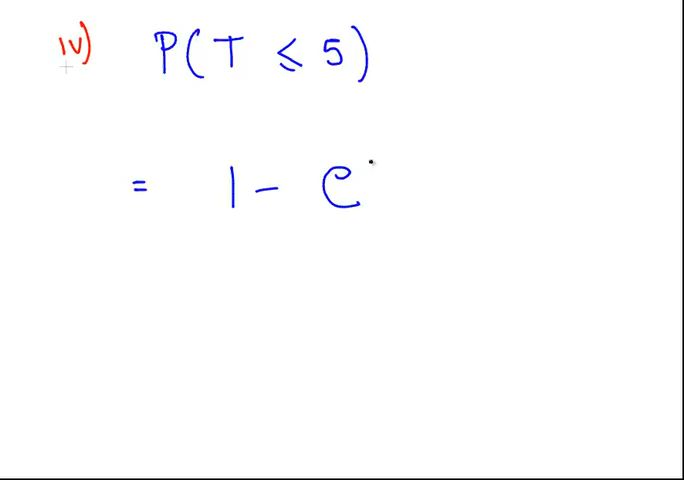 iv) P(T ≤ 5)
= 1 - e